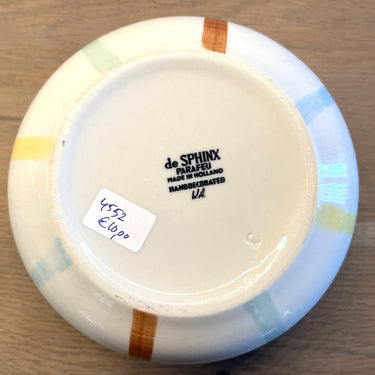 de SPHINX
PARAFEU
MADE IN HOLLAND
HANDDECORATED
4552
€10,00